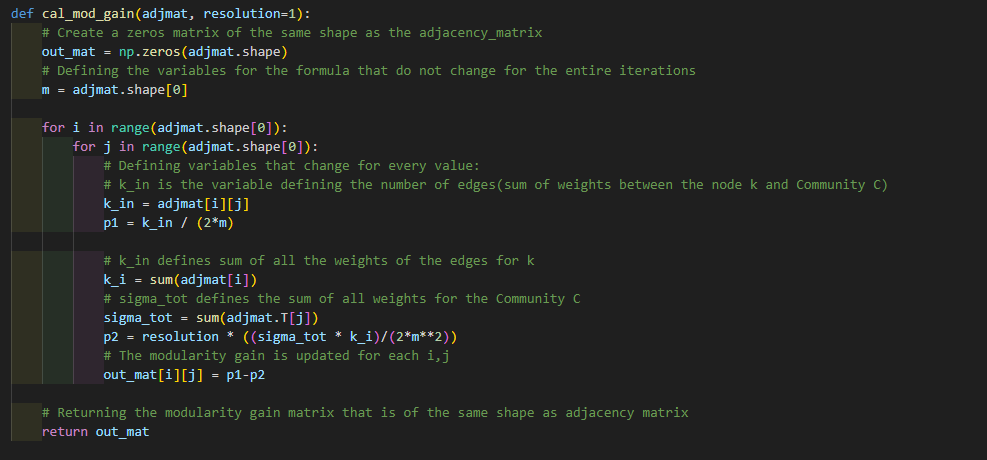 def cal_mod_gain(adjmat, resolution=1):
    # Create a zeros matrix of the same shape as the adjacency_matrix
    out_mat = np.zeros(adjmat.shape)
    # Defining the variables for the formula that do not change for the entire iterations
    m = adjmat.shape[0]

    for i in range(adjmat.shape[0]):
        for j in range(adjmat.shape[0]):
            # Defining variables that change for every value:
            # k_in is the variable defining the number of edges(sum of weights between the node k and Community C)
            k_in = adjmat[i][j]
            p1 = k_in / (2*m)

            # k_in defines sum of all the weights of the edges for k
            k_i = sum(adjmat[i])
            # sigma_tot defines the sum of all weights for the Community C
            sigma_tot = sum(adjmat.T[j])
            p2 = resolution * ((sigma_tot * k_i)/(2*m**2))
            # The modularity gain is updated for each i,j
            out_mat[i][j] = p1-p2

    # Returning the modularity gain matrix that is of the same shape as adjacency matrix
    return out_mat